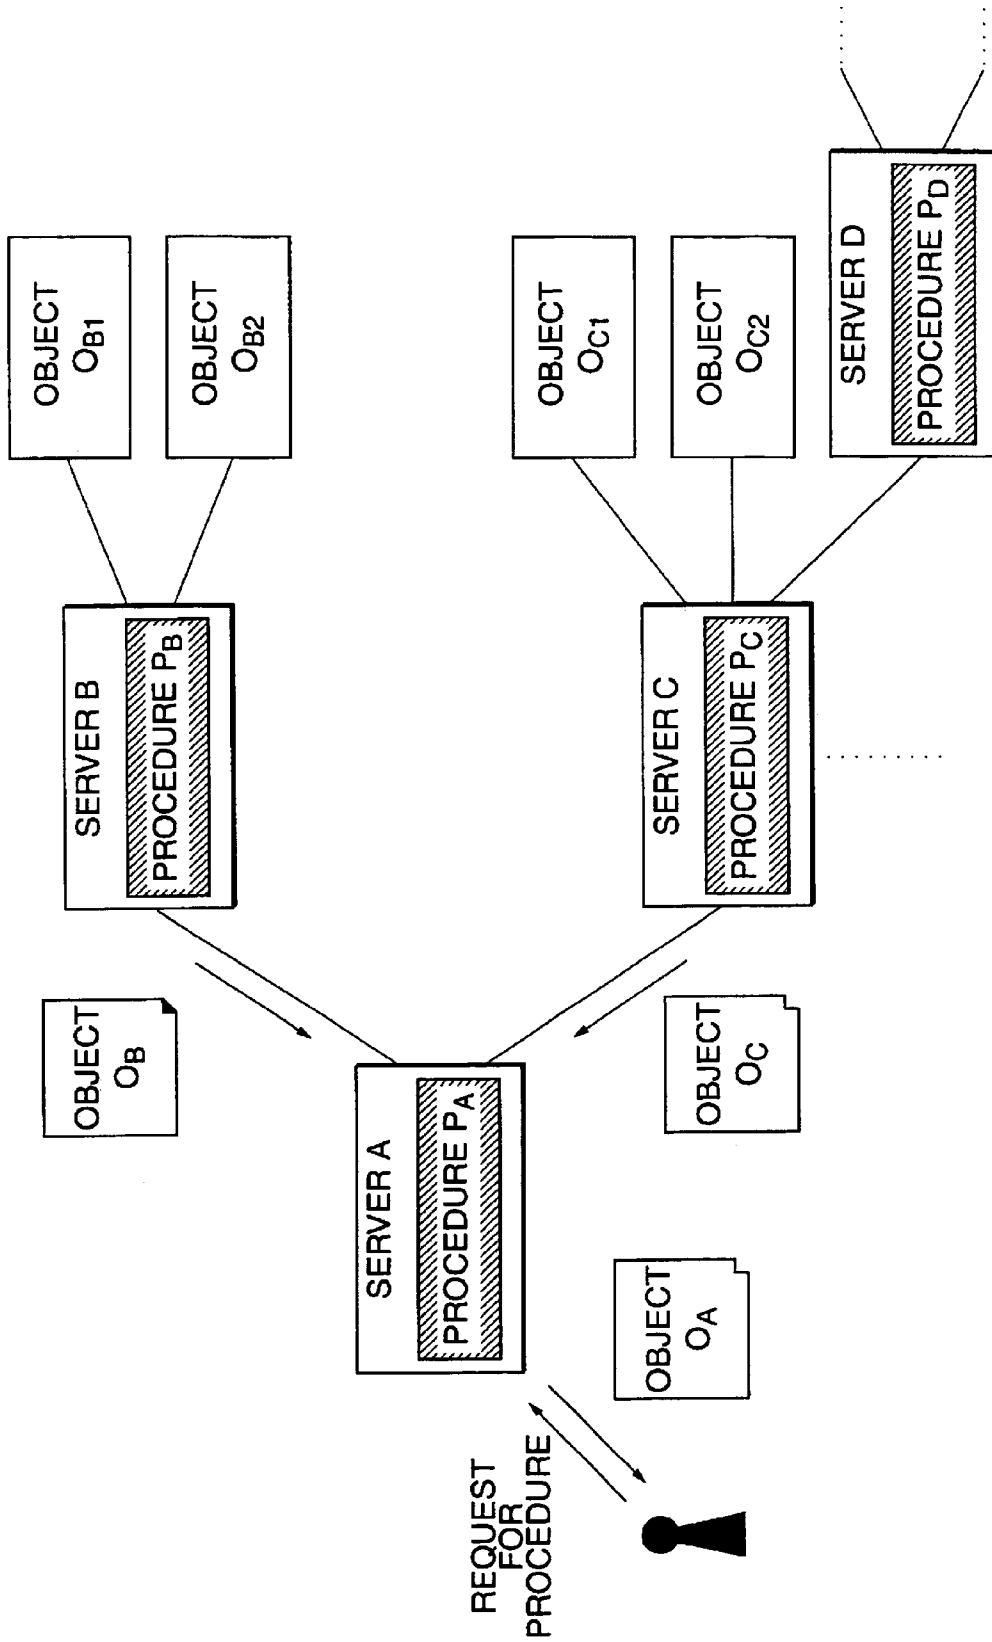 REQUEST
FOR
PROCEDURE
SERVER A
PROCEDURE PA
OBJECT
OA
OBJECT
OB
OBJECT
OC
SERVER B
PROCEDURE PB
SERVER C
PROCEDURE PC
OBJECT
OB1
OBJECT
OB2
OBJECT
OC1
OBJECT
OC2
SERVER D
PROCEDURE PD